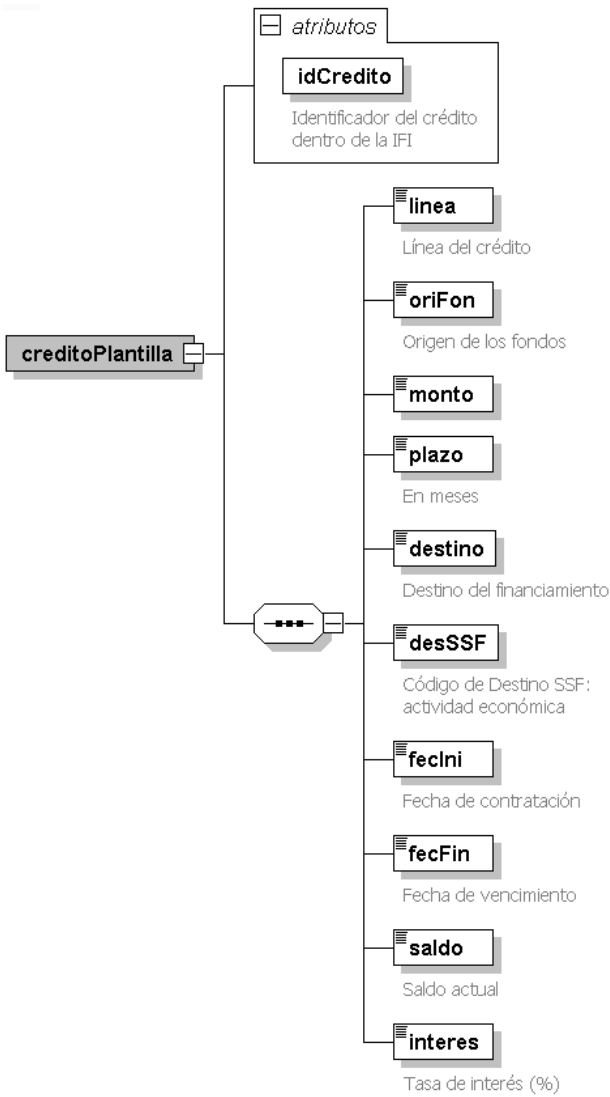 atributos
idCredito
Identificador del crédito
dentro de la IFI
linea
Línea del crédito
oriFon
Origen de los fondos
creditoPlantilla
monto
plazo
En meses
destino
Destino del financiamiento
desSSF
Código de Destino SSF:
actividad económica
fecIni
Fecha de contratación
fecFin
Fecha de vencimiento
saldo
Saldo actual
interes
Tasa de interés (%)